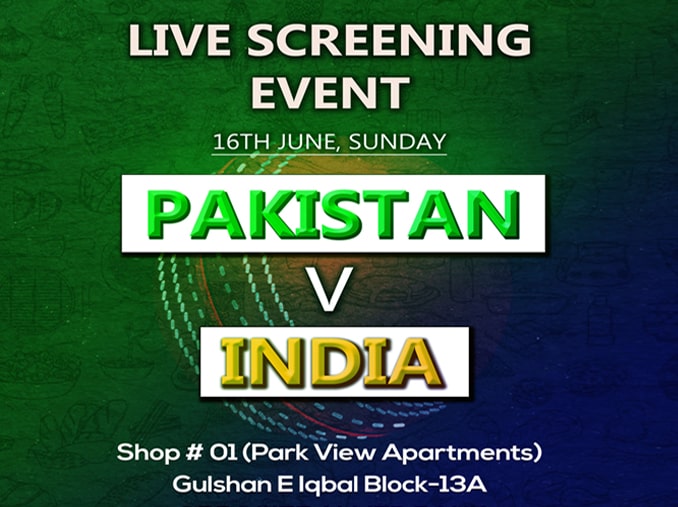 LIVE SCREENING
EVENT
16TH JUNE, SUNDAY
PAKISTAN
V
INDIA
Shop # 01 (Park View Apartments)
Gulshan E Iqbal Block-13A